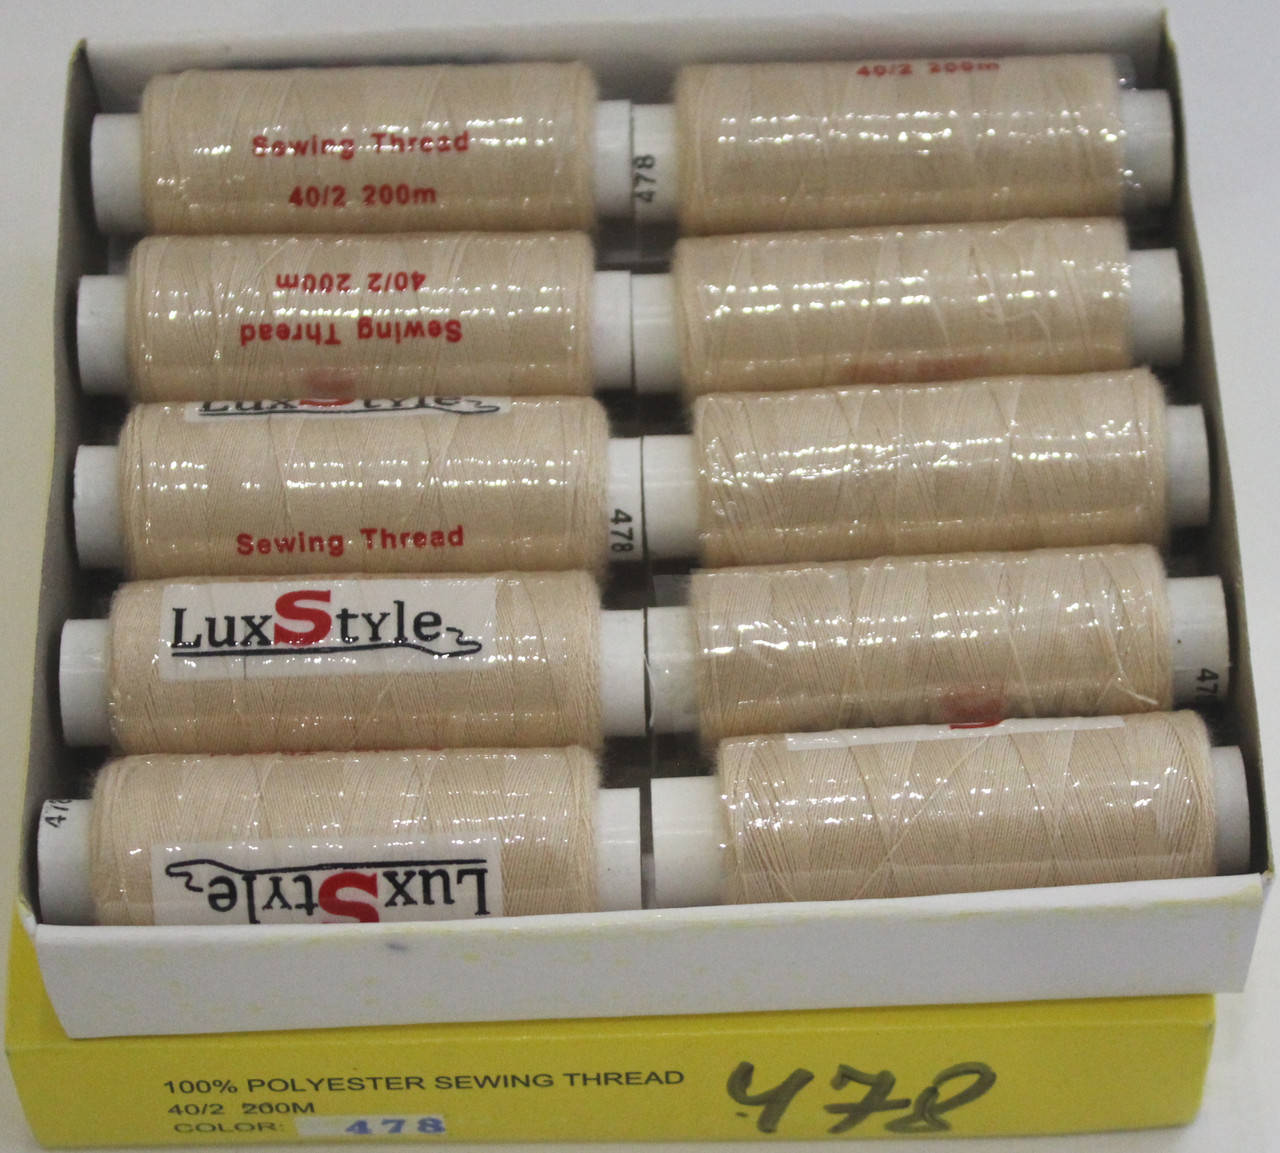 Sewing Thread
40/2 200m
478
40/2 200m
40/2 200m
Sewing Thread
LuxStyle
Sewing Thread
478
LuxStyle
478
LuxStyle
100% POLYESTER SEWING THREAD
40/2 200M
COLOR: 478
478